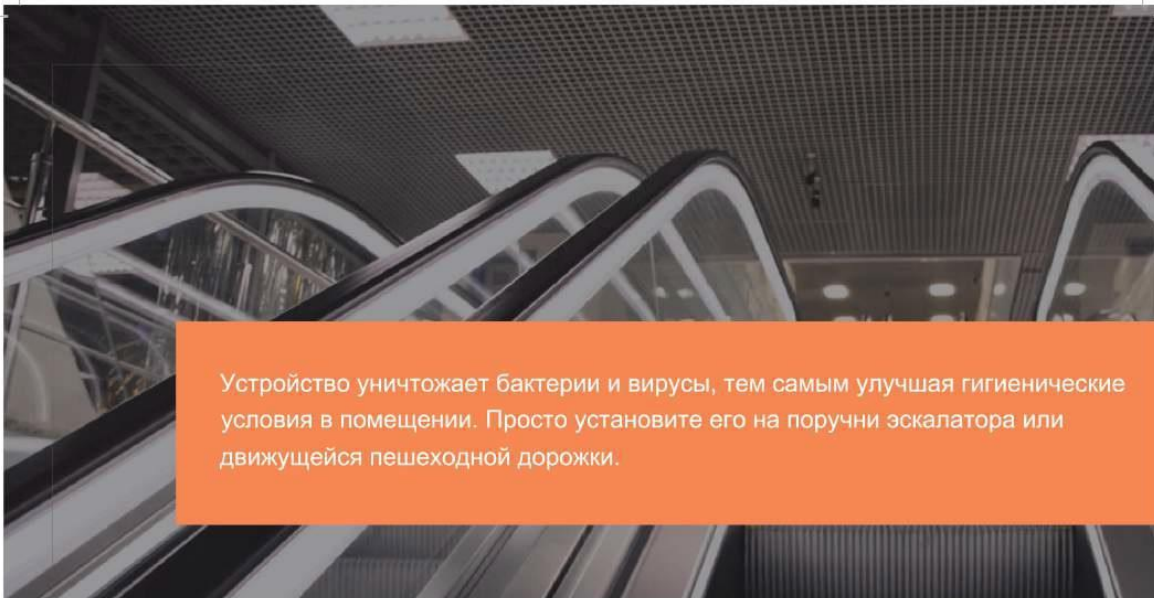 Устройство уничтожает бактерии и вирусы, тем самым улучшая гигиенические
условия в помещении. Просто установите его на поручни эскалатора или
движущейся пешеходной дорожки.